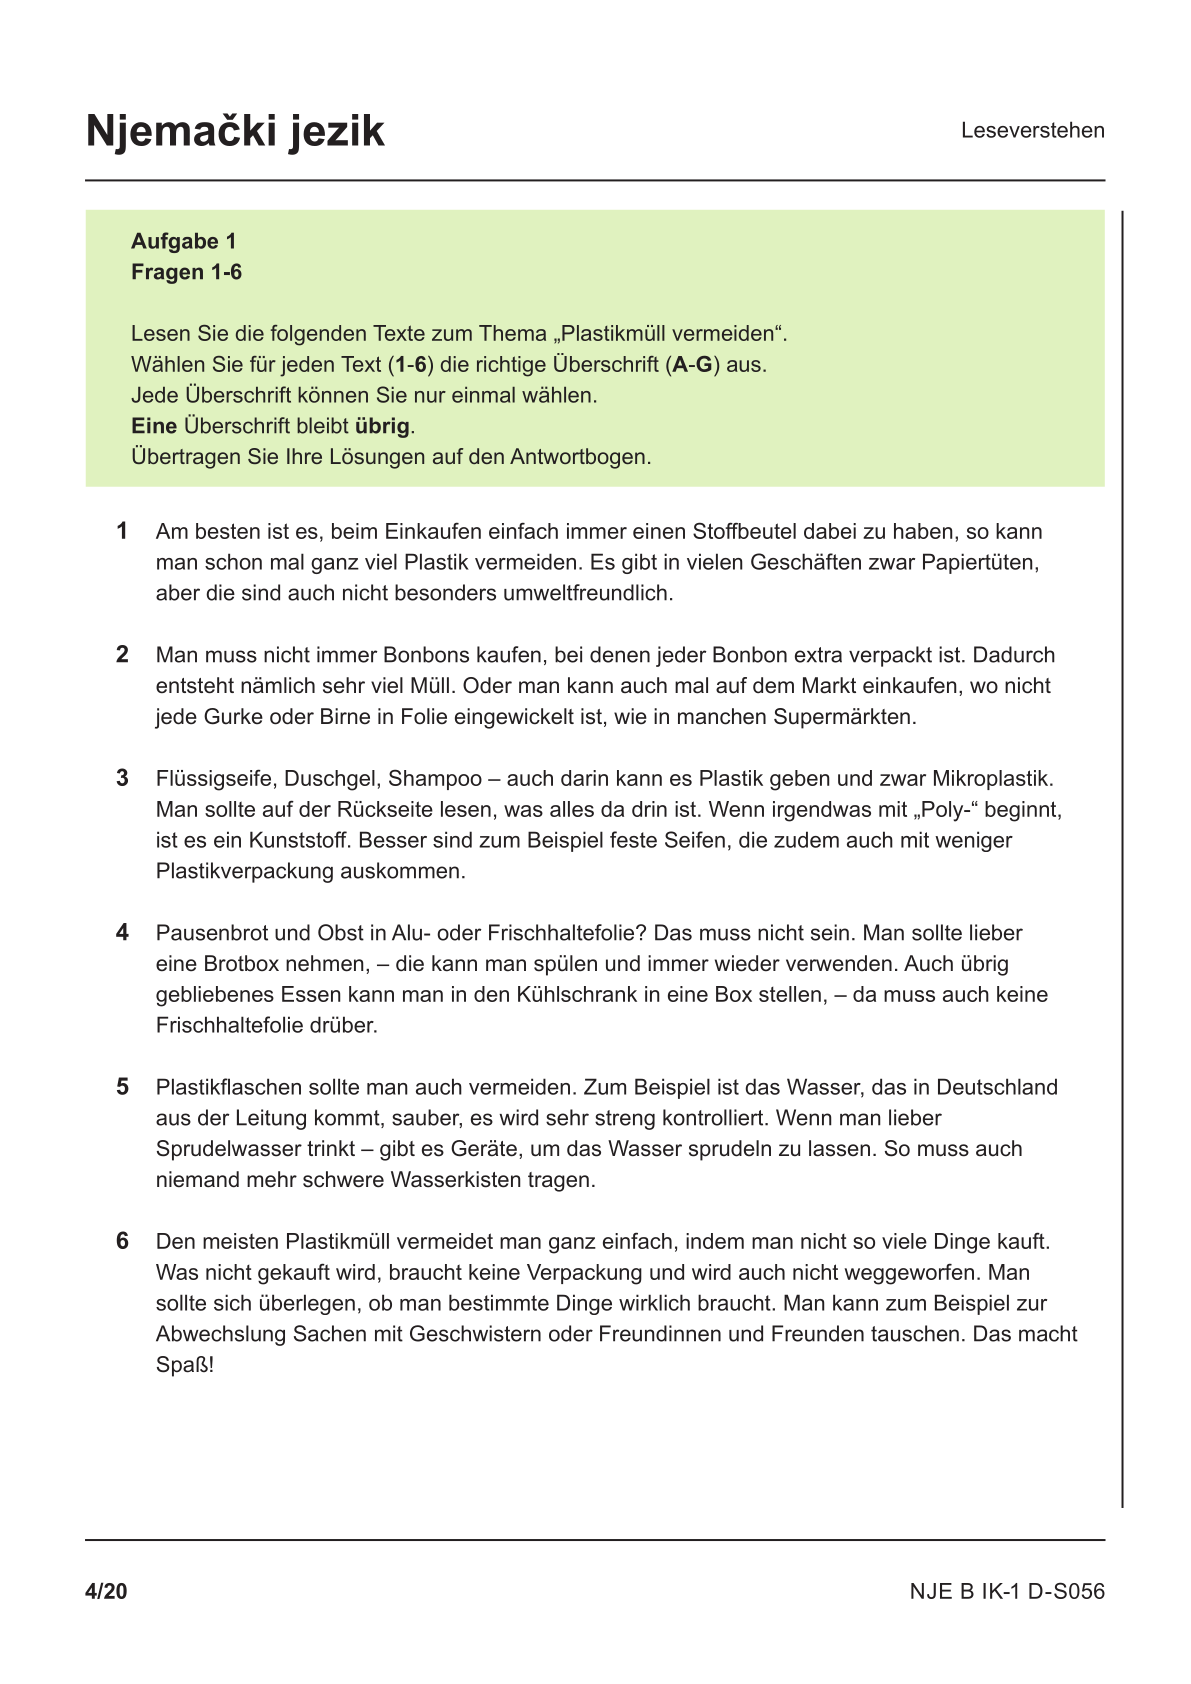 Njemački jezik
Leseverstehen
Aufgabe 1
Fragen 1-6
Lesen Sie die folgenden Texte zum Thema „Plastikmüll vermeiden“.
Wählen Sie für jeden Text (1-6) die richtige Überschrift (A-G) aus.
Jede Überschrift können Sie nur einmal wählen.
Eine Überschrift bleibt übrig.
Übertragen Sie Ihre Lösungen auf den Antwortbogen.
1 Am besten ist es, beim Einkaufen einfach immer einen Stoffbeutel dabei zu haben, so kann
man schon mal ganz viel Plastik vermeiden. Es gibt in vielen Geschäften zwar Papiertüten,
aber die sind auch nicht besonders umweltfreundlich.
2 Man muss nicht immer Bonbons kaufen, bei denen jeder Bonbon extra verpackt ist. Dadurch
entsteht nämlich sehr viel Müll. Oder man kann auch mal auf dem Markt einkaufen, wo nicht
jede Gurke oder Birne in Folie eingewickelt ist, wie in manchen Supermärkten.
3 Flüssigseife, Duschgel, Shampoo – auch darin kann es Plastik geben und zwar Mikroplastik.
Man sollte auf der Rückseite lesen, was alles da drin ist. Wenn irgendwas mit „Poly-“ beginnt,
ist es ein Kunststoff. Besser sind zum Beispiel feste Seifen, die zudem auch mit weniger
Plastikverpackung auskommen.
4 Pausenbrot und Obst in Alu- oder Frischhaltefolie? Das muss nicht sein. Man sollte lieber
eine Brotbox nehmen, – die kann man spülen und immer wieder verwenden. Auch übrig
gebliebenes Essen kann man in den Kühlschrank in eine Box stellen, – da muss auch keine
Frischhaltefolie drüber.
5 Plastikflaschen sollte man auch vermeiden. Zum Beispiel ist das Wasser, das in Deutschland
aus der Leitung kommt, sauber, es wird sehr streng kontrolliert. Wenn man lieber
Sprudelwasser trinkt – gibt es Geräte, um das Wasser sprudeln zu lassen. So muss auch
niemand mehr schwere Wasserkisten tragen.
6 Den meisten Plastikmüll vermeidet man ganz einfach, indem man nicht so viele Dinge kauft.
Was nicht gekauft wird, braucht keine Verpackung und wird auch nicht weggeworfen. Man
sollte sich überlegen, ob man bestimmte Dinge wirklich braucht. Man kann zum Beispiel zur
Abwechslung Sachen mit Geschwistern oder Freundinnen und Freunden tauschen. Das macht
Spaß!
4/20
NJE B IK-1 D-S056